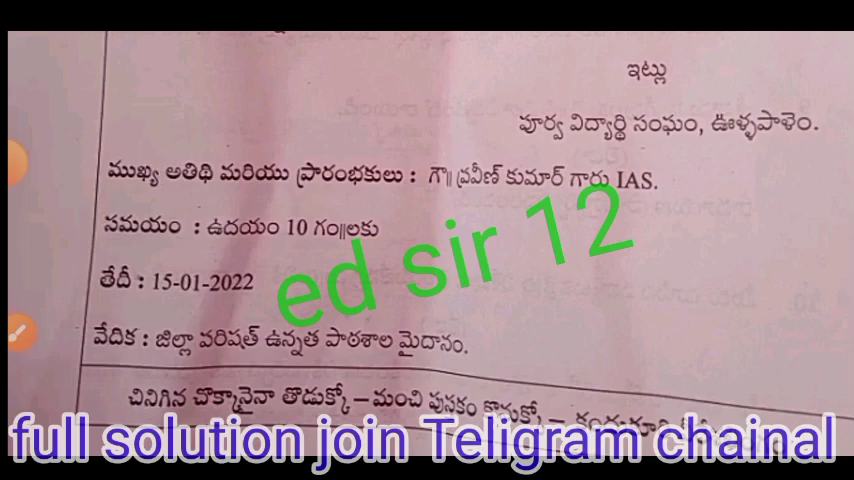 ఇట్లు
పూర్వ విద్యార్థి సంఘం, ఊళ్ళపాళెం.
ముఖ్య అతిథి మరియు ప్రారంభకులు : గౌ॥ ప్రవీణ్ కుమార్ గారు IAS.
సమయం : ఉదయం 10 గం॥లకు
ed sir 12
తేదీ : 15-01-2022
వేదిక : జిల్లా పరిషత్ ఉన్నత పాఠశాల మైదానం.
చినిగిన చొక్కానైనా తొడుక్కో – మంచి పుస్తకం కొనుక్కో – కందుకూరి
full solution join Teligram chainal